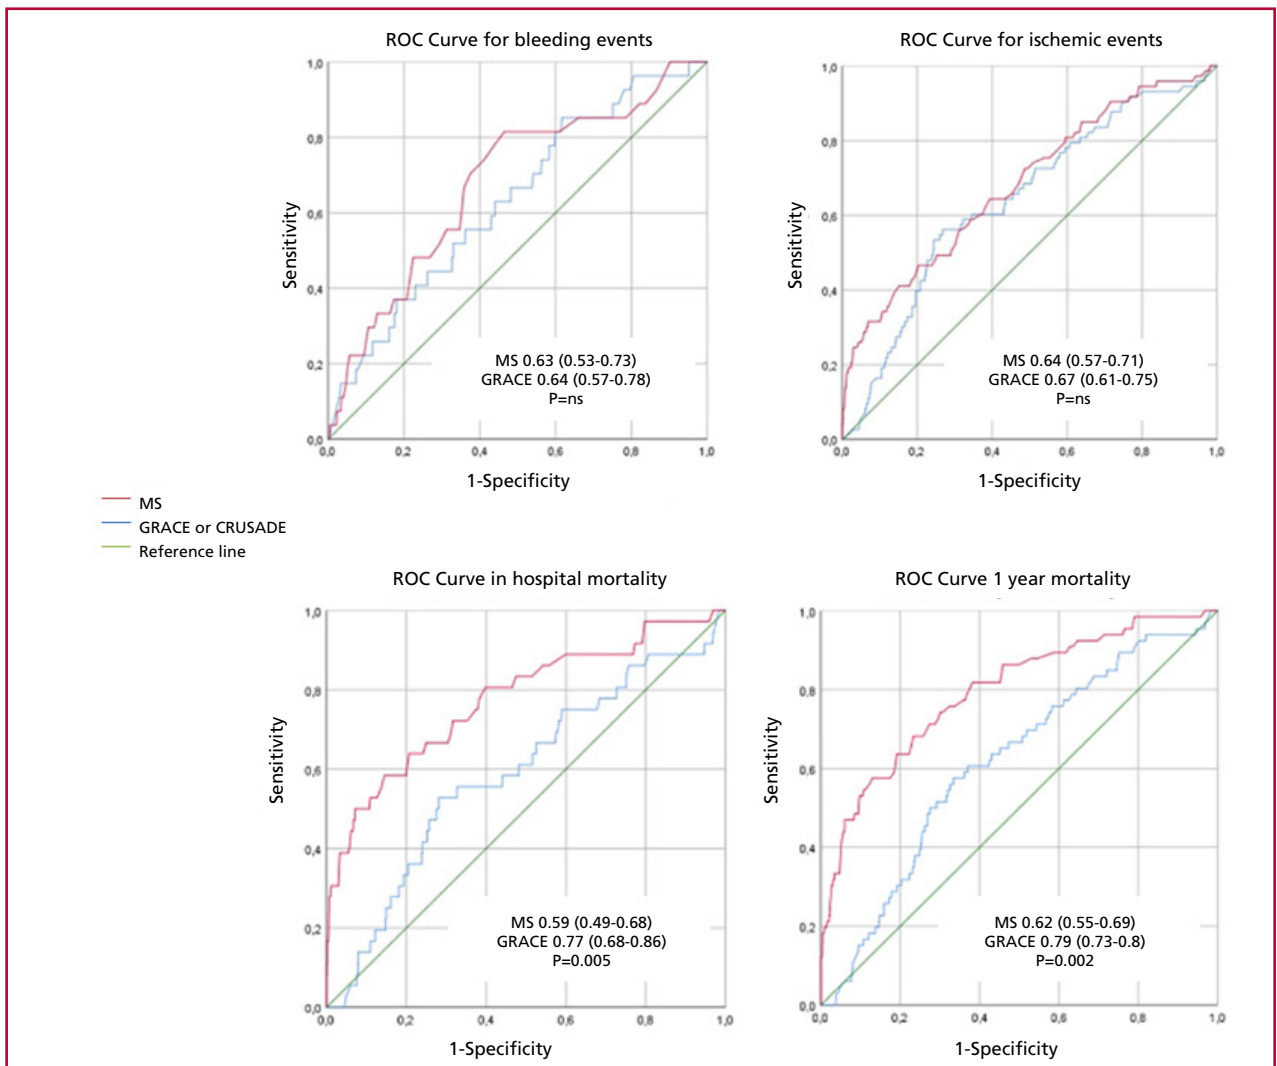 ROC Curve for bleeding events
1,0
0,8
0,6
0,4
0,2
0,0
Sensitivity
MS 0.63 (0.53-0.73)
GRACE 0.64 (0.57-0.78)
P=ns
0,0 0,2 0,4 0,6 0,8 1,0
1-Specificity
ROC Curve for ischemic events
1,0
0,8
0,6
0,4
0,2
0,0
Sensitivity
MS 0.64 (0.57-0.71)
GRACE 0.67 (0.61-0.75)
P=ns
0,0 0,2 0,4 0,6 0,8 1,0
1-Specificity
MS
GRACE or CRUSADE
Reference line
ROC Curve in hospital mortality
1,0
0,8
0,6
0,4
0,2
0,0
Sensitivity
MS 0.59 (0.49-0.68)
GRACE 0.77 (0.68-0.86)
P=0.005
0,0 0,2 0,4 0,6 0,8 1,0
1-Specificity
ROC Curve 1 year mortality
1,0
0,8
0,6
0,4
0,2
0,0
Sensitivity
MS 0.62 (0.55-0.69)
GRACE 0.79 (0.73-0.8)
P=0.002
0,0 0,2 0,4 0,6 0,8 1,0
1-Specificity